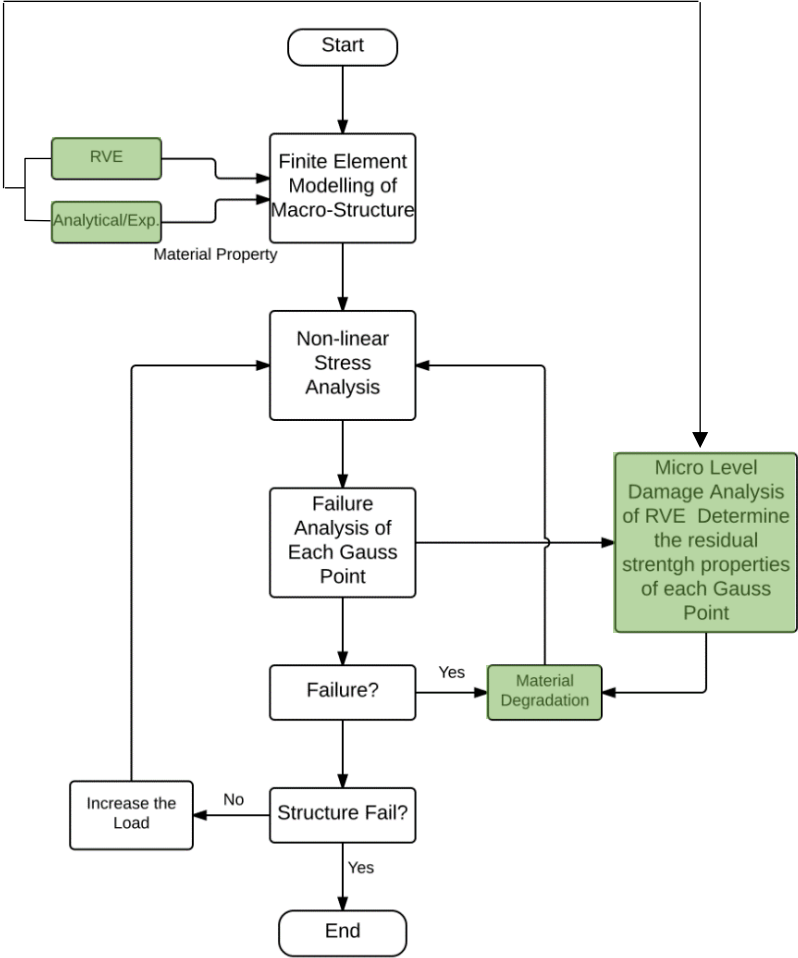 Start
RVE
Finite Element
Modelling of
Macro-Structure
Analytical/Exp.
Material Property
Non-linear
Stress
Analysis
Failure
Analysis of
Each Gauss
Point
Micro Level
Damage Analysis
of RVE Determine
the residual
strentgh properties
of each Gauss
Point
Failure?
Yes
Material
Degradation
Increase the
Load
No
Structure Fail?
Yes
End